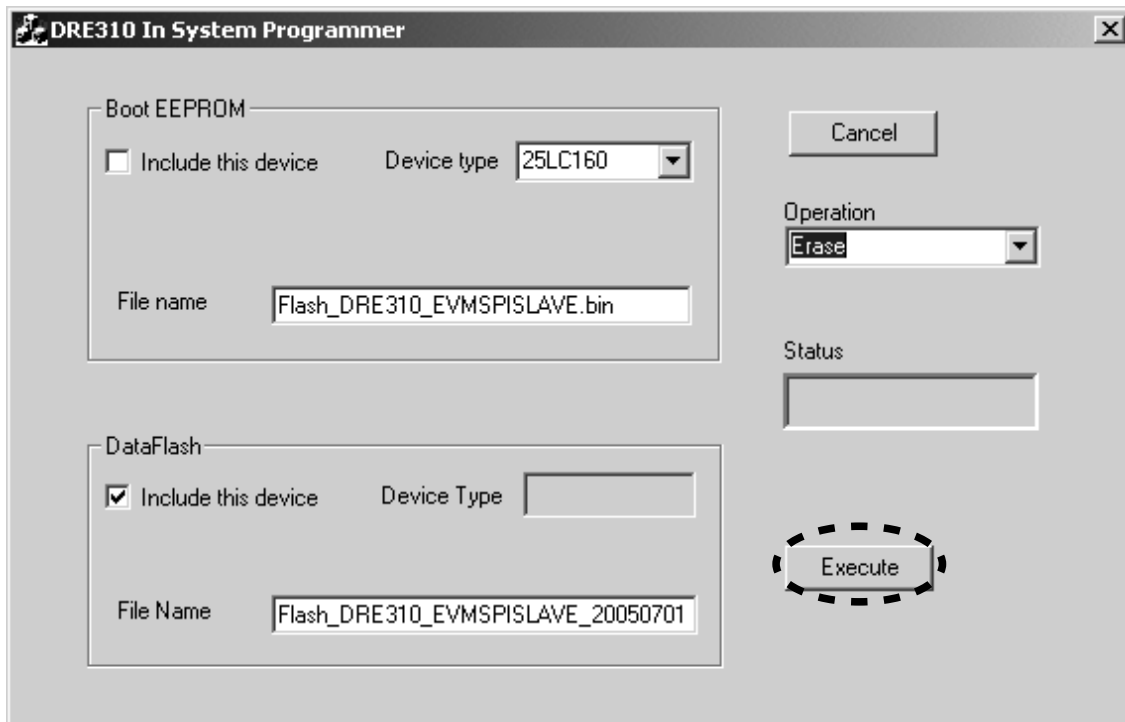 DRE310 In System Programmer
Boot EEPROM
Include this device
Device type
25LC160
File name
Flash_DRE310_EVMSPISLAVE.bin
DataFlash
Include this device
Device Type
File Name
Flash_DRE310_EVMSPISLAVE_20050701
Cancel
Operation
Erase
Status
Execute